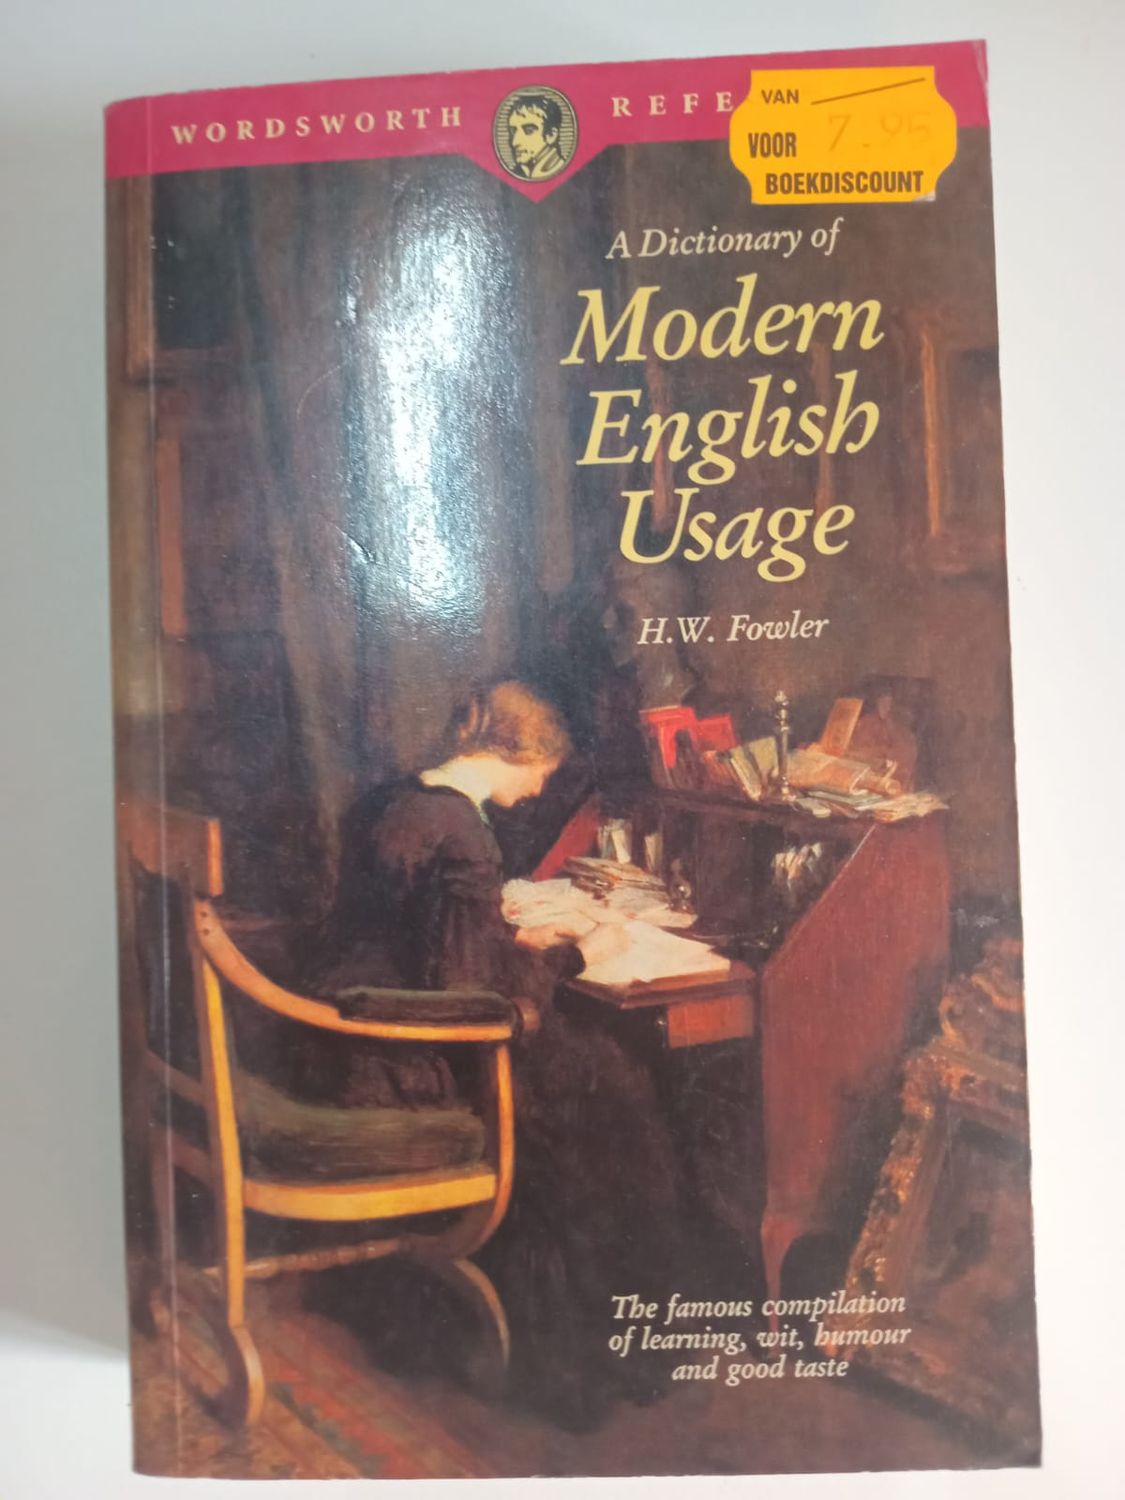 WORDSWORTH REFE
VAN
VOOR 7.95
BOEKDISCOUNT
A Dictionary of
Modern
English
Usage
H.W. Fowler
The famous compilation
of learning, wit, humour
and good taste